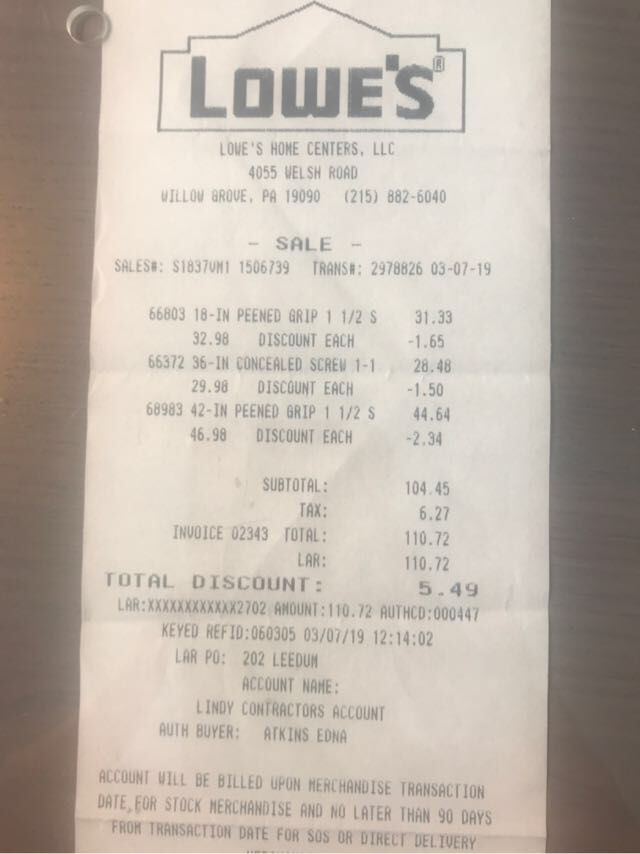 LOWE'S®
LOWE'S HOME CENTERS, LLC
4055 WELSH ROAD
WILLOW GROVE, PA 19090 (215) 882-6040
- SALE -
SALES#: S1837VM1 1506739 TRANS#: 2978826 03-07-19
66803 18-IN PEENED GRIP 1 1/2 S 31.33
32.98 DISCOUNT EACH -1.65
66372 36-IN CONCEALED SCREW 1-1 28.48
29.98 DISCOUNT EACH -1.50
68983 42-IN PEENED GRIP 1 1/2 S 44.64
46.98 DISCOUNT EACH -2.34
SUBTOTAL: 104.45
TAX: 6.27
INVOICE 02343 TOTAL: 110.72
LAR: 110.72
TOTAL DISCOUNT: 5.49
LAR:XXXXXXXXXXXX2702 AMOUNT:110.72 AUTHCD:000447
KEYED REFID:060305 03/07/19 12:14:02
LAR PO: 202 LEEDUM
ACCOUNT NAME:
LINDY CONTRACTORS ACCOUNT
AUTH BUYER: ATKINS EDNA
ACCOUNT WILL BE BILLED UPON MERCHANDISE TRANSACTION
DATE,FOR STOCK MERCHANDISE AND NO LATER THAN 90 DAYS
FROM TRANSACTION DATE FOR SOS OR DIRECT DELIVERY